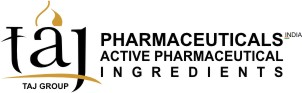 taj
TAJ GROUP
PHARMACEUTICALS INDIA
ACTIVE PHARMACEUTICAL
INGREDIENTS